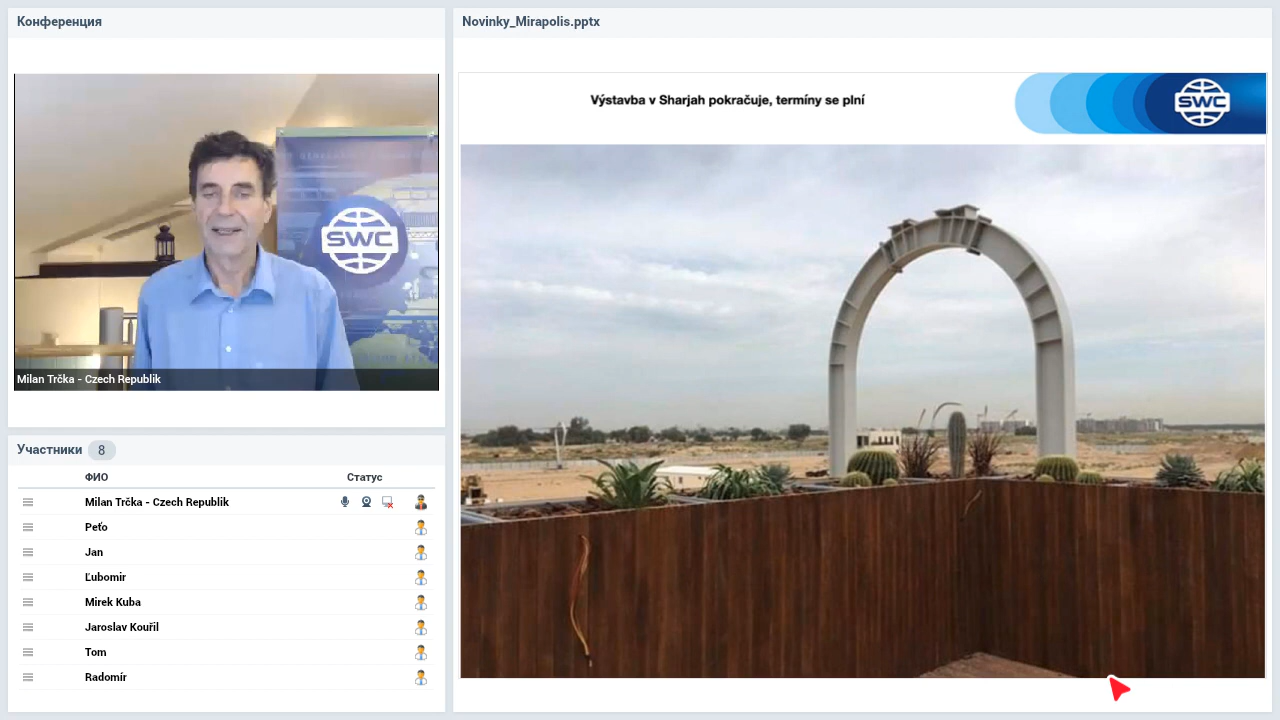 Конференция
SWC
Milan Trčka - Czech Republik
Участники 8
ФИО Статус
Milan Trčka - Czech Republik
Peťo
Jan
Ľubomir
Mirek Kuba
Jaroslav Kouřil
Tom
Radomír
Novinky_Mirapolis.pptx
Výstavba v Sharjah pokračuje, termíny se plní
SWC